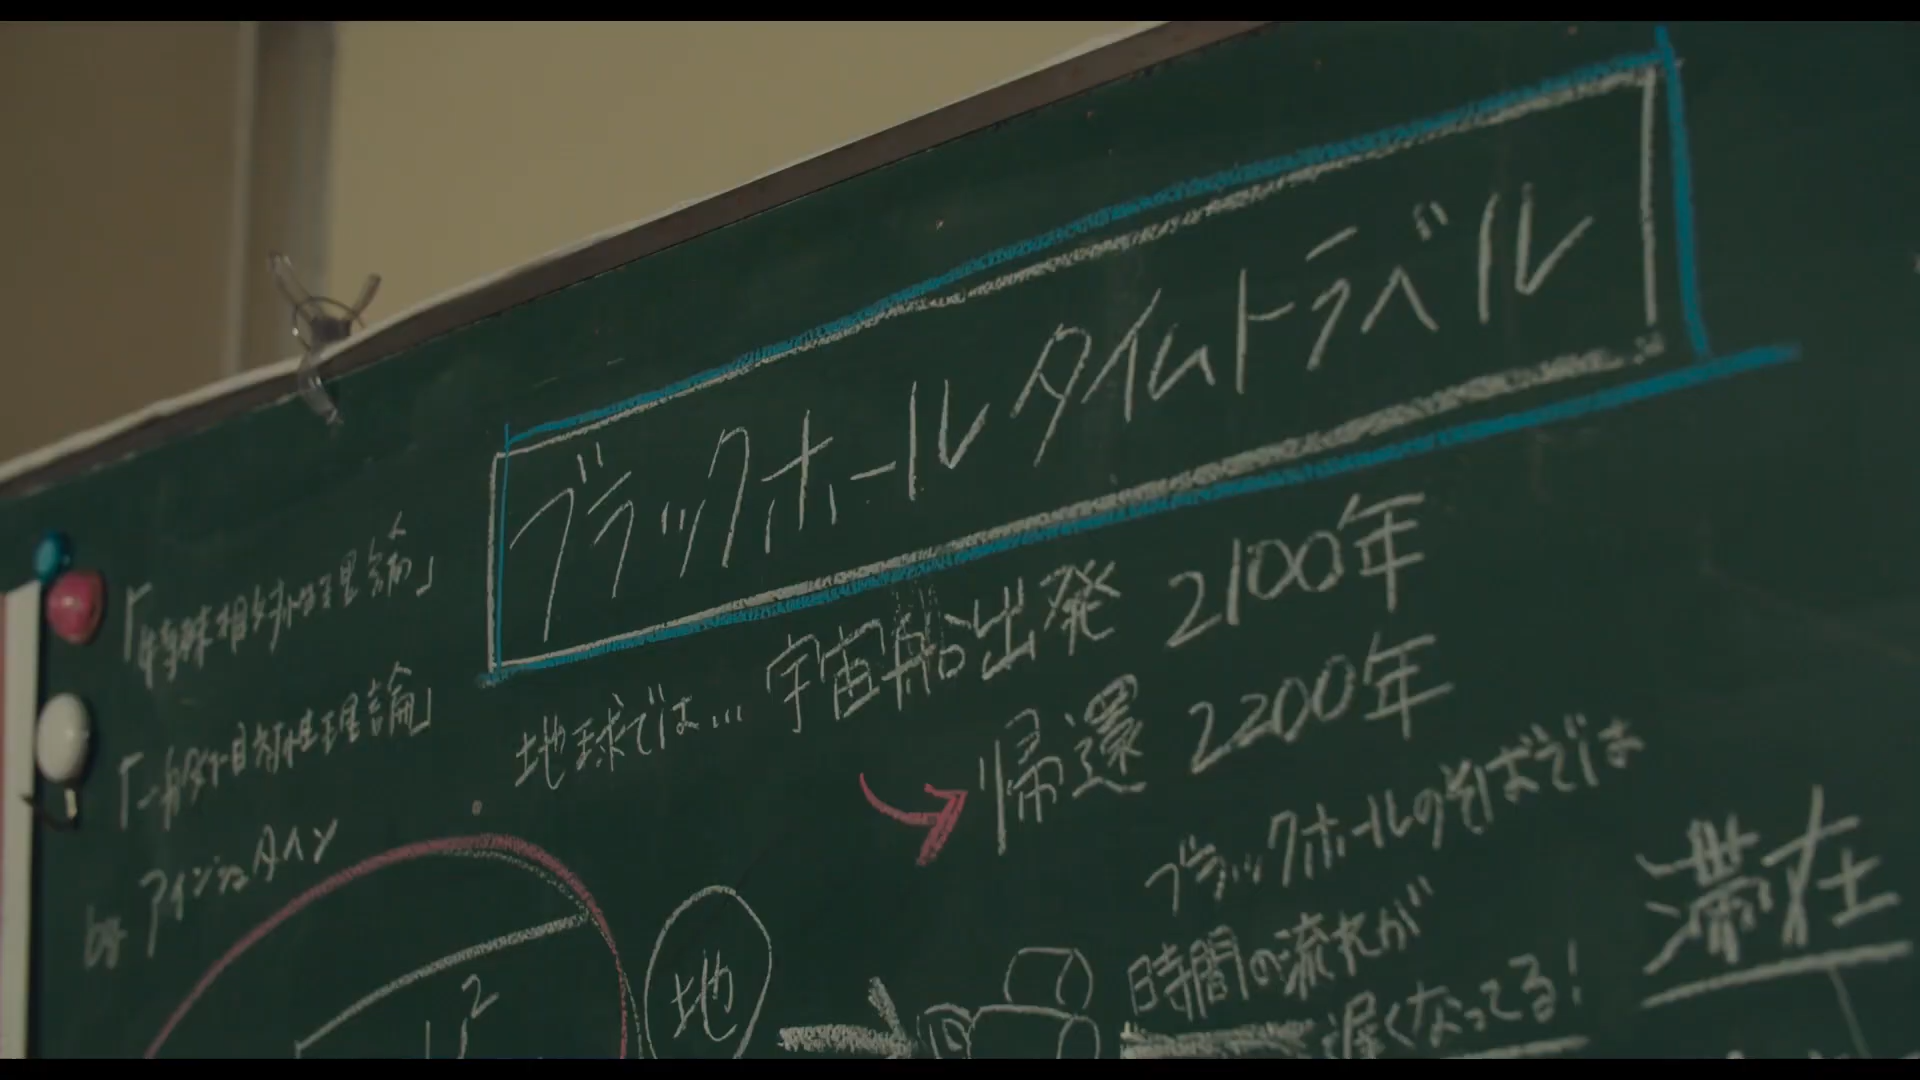 ブラックホールタイムトラベル
「特殊相対性理論」
「一般相対性理論」
by アインシュタイン
地球では... 宇宙船出発 2100年
帰還 2200年
ブラックホールのそばでは
時間の流れが
遅くなってる!
滞在
地